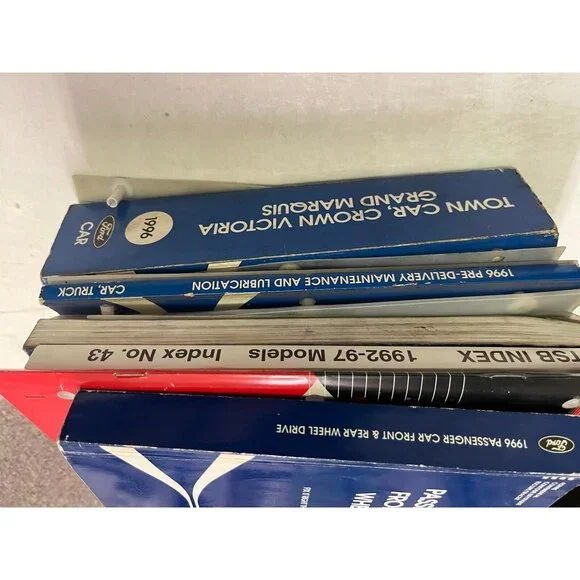 TOWN CAR, CROWN VICTORIA
GRAND MARQUIS
1996
Ford
CAR
1996 PRE-DELIVERY MAINTENANCE AND LUBRICATION
CAR, TRUCK
TSB INDEX
1992-97 Models
Index No. 43
1996 PASSENGER CAR FRONT & REAR WHEEL DRIVE
Ford